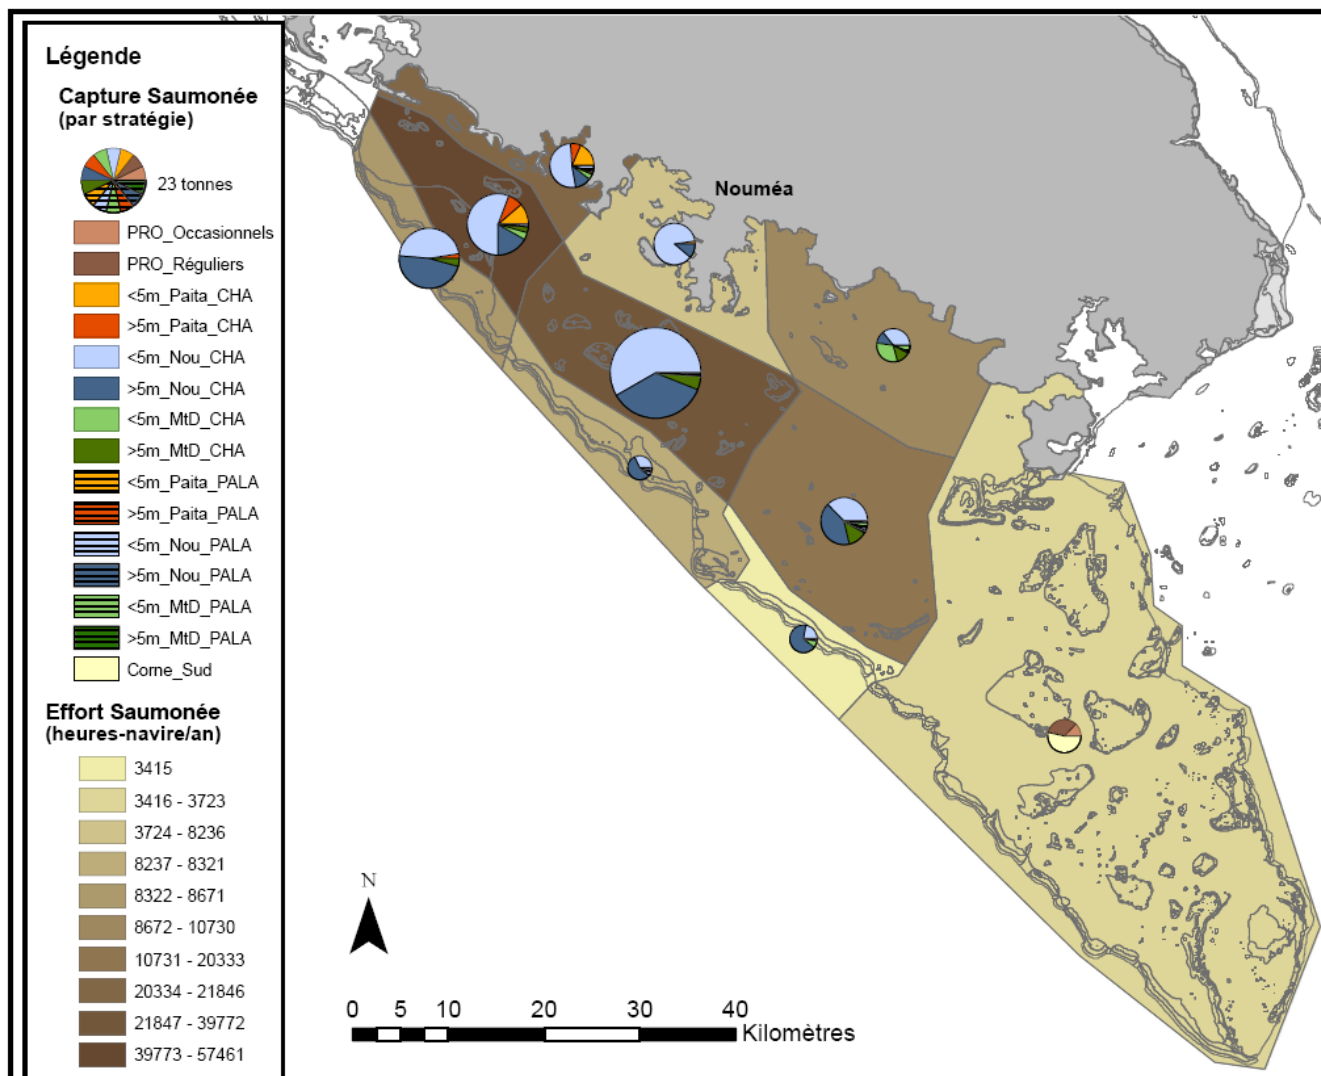 Légende
Capture Saumonée
(par stratégie)
23 tonnes
PRO_Occasionnels
PRO_Réguliers
<5m_Paita_CHA
>5m_Paita_CHA
<5m_Nou_CHA
>5m_Nou_CHA
<5m_MtD_CHA
>5m_MtD_CHA
<5m_Paita_PALA
>5m_Paita_PALA
<5m_Nou_PALA
>5m_Nou_PALA
<5m_MtD_PALA
>5m_MtD_PALA
Corne_Sud
Effort Saumonée
(heures-navire/an)
3415
3416 - 3723
3724 - 8236
8237 - 8321
8322 - 8671
8672 - 10730
10731 - 20333
20334 - 21846
21847 - 39772
39773 - 57461
Nouméa
N
0 5 10 20 30 40
Kilomètres